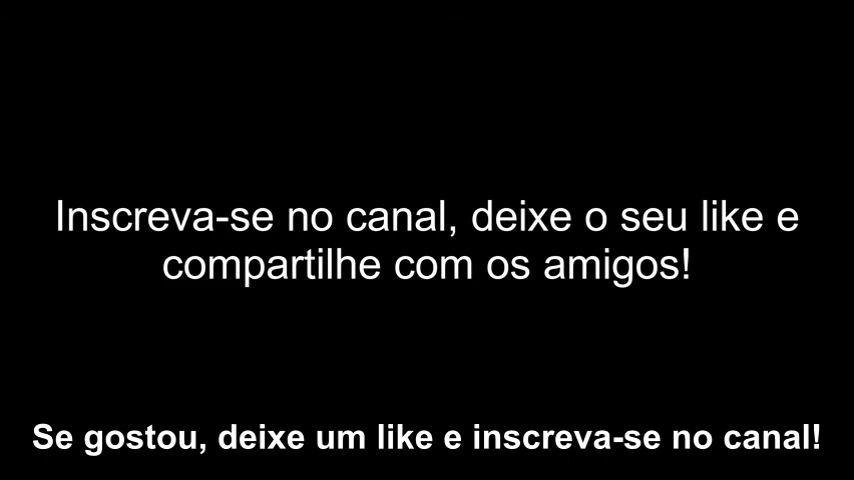 Inscreva-se no canal, deixe o seu like e
compartilhe com os amigos!
Se gostou, deixe um like e inscreva-se no canal!